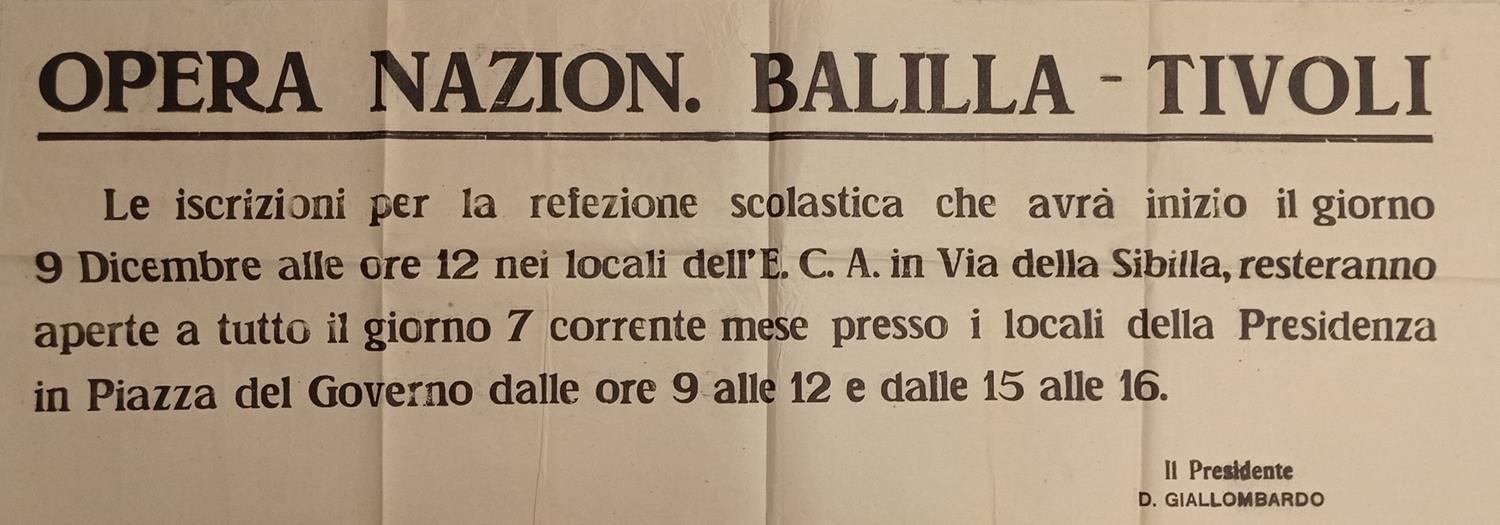 OPERA NAZION. BALILLA - TIVOLI
Le iscrizioni per la refezione scolastica che avrà inizio il giorno
9 Dicembre alle ore 12 nei locali dell'E. C. A. in Via della Sibilla, resteranno
aperte a tutto il giorno 7 corrente mese presso i locali della Presidenza
in Piazza del Governo dalle ore 9 alle 12 e dalle 15 alle 16.
Il Presidente
D. GIALLOMBARDO